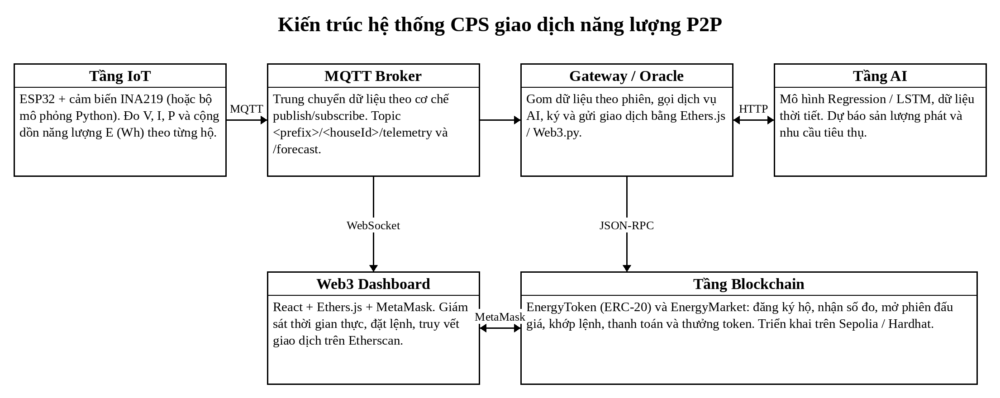 Kiến trúc hệ thống CPS giao dịch năng lượng P2P
Tầng IoT
ESP32 + cảm biến INA219 (hoặc bộ
mô phỏng Python). Đo V, I, P và cộng
dồn năng lượng E (Wh) theo từng hộ.
MQTT
MQTT Broker
Trung chuyển dữ liệu theo cơ chế
publish/subscribe. Topic
<prefix>/<houseId>/telemetry và
/forecast.
Gateway / Oracle
Gom dữ liệu theo phiên, gọi dịch vụ
AI, ký và gửi giao dịch bằng Ethers.js
/ Web3.py.
HTTP
Tầng AI
Mô hình Regression / LSTM, dữ liệu
thời tiết. Dự báo sản lượng phát và
nhu cầu tiêu thụ.
WebSocket
JSON-RPC
Web3 Dashboard
React + Ethers.js + MetaMask. Giám
sát thời gian thực, đặt lệnh, truy vết
giao dịch trên Etherscan.
MetaMask
Tầng Blockchain
EnergyToken (ERC-20) và EnergyMarket: đăng ký hộ, nhận số đo, mở phiên đấu
giá, khớp lệnh, thanh toán và thưởng token. Triển khai trên Sepolia / Hardhat.